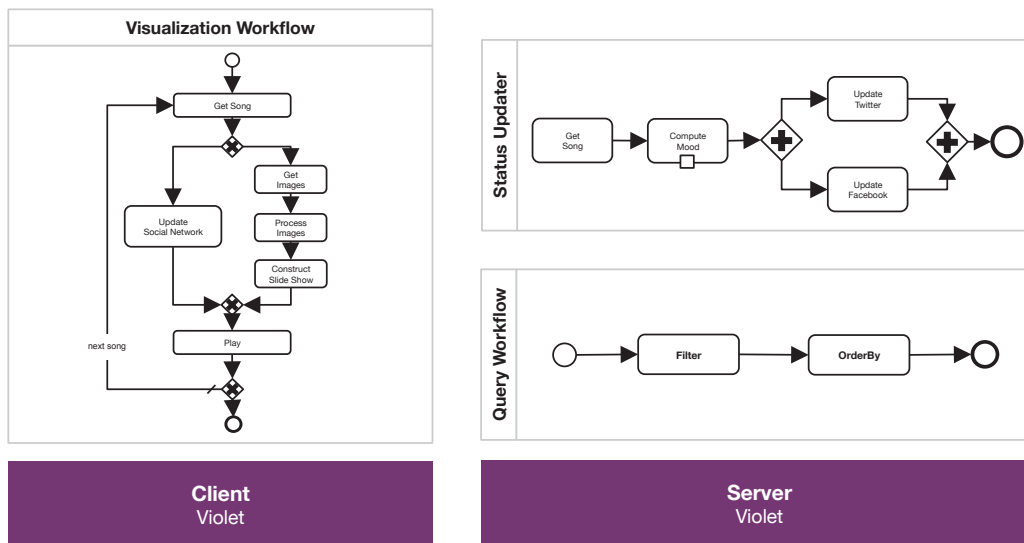 Visualization Workflow
Get Song
Get
Images
Update
Social Network
Process
Images
Construct
Slide Show
next song
Play
Client
Violet
Status Updater
Get
Song
Compute
Mood
Update
Twitter
Update
Facebook
Query Workflow
Filter
OrderBy
Server
Violet